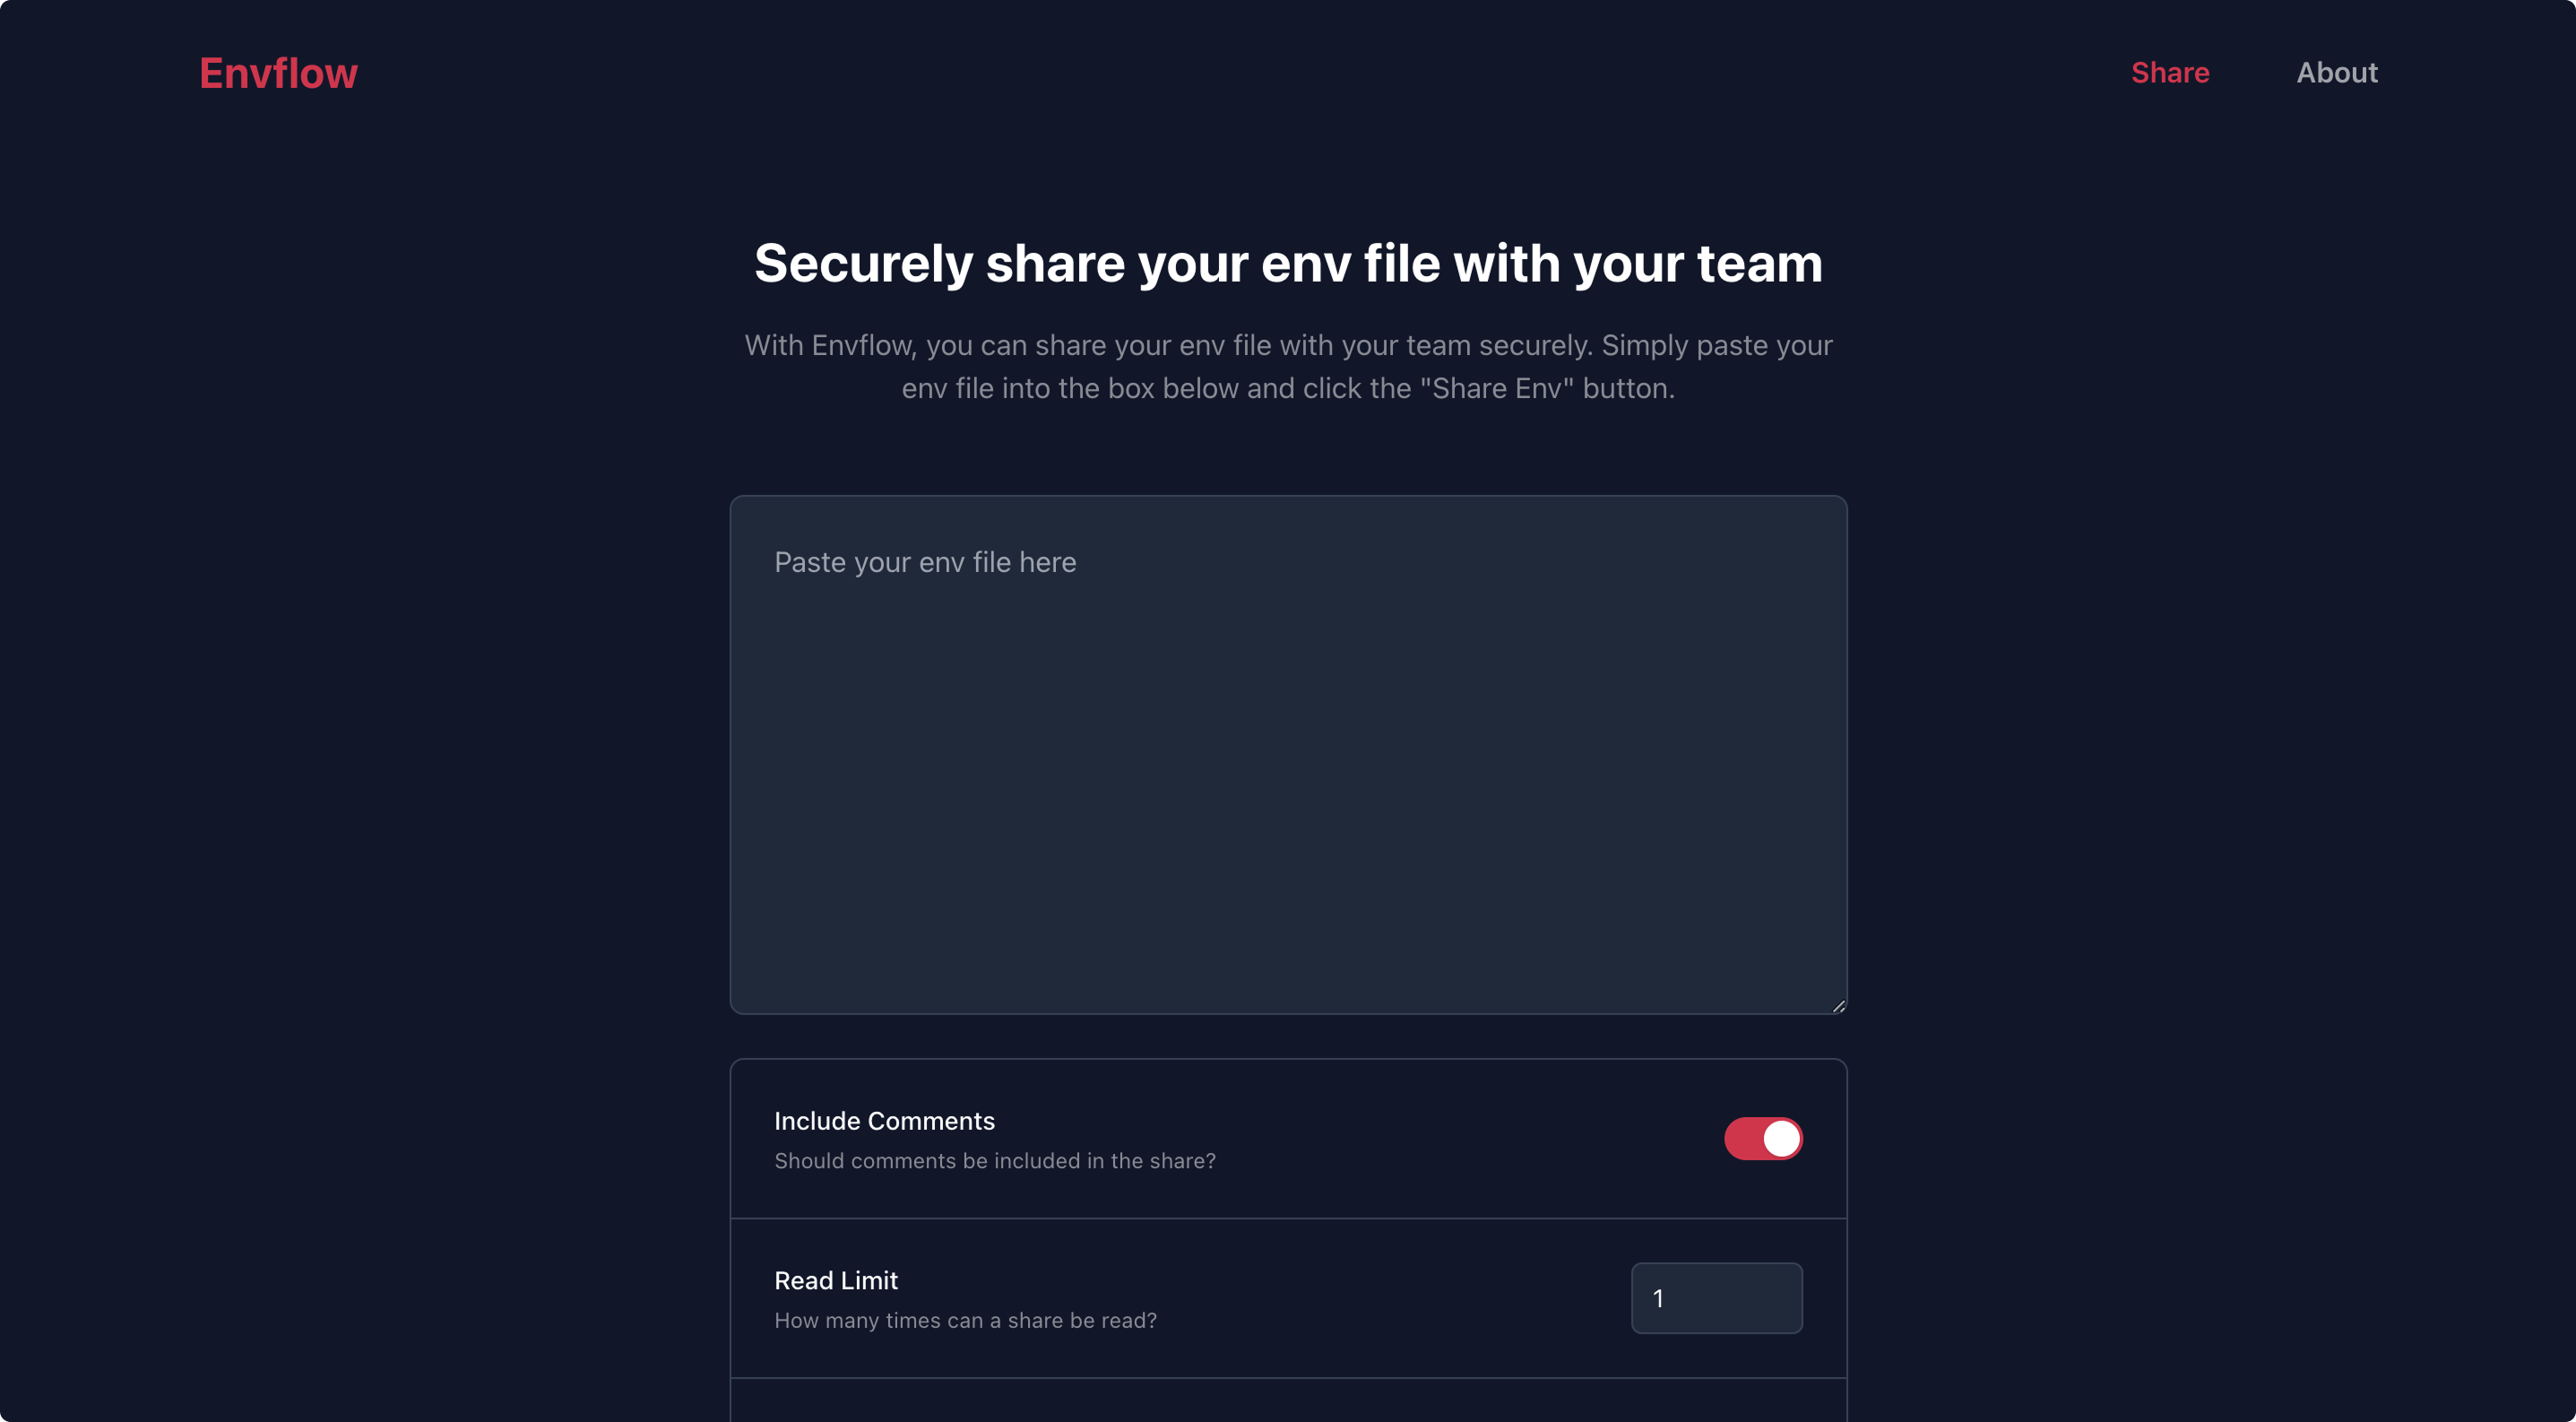 Envflow
Share
About
Securely share your env file with your team
With Envflow, you can share your env file with your team securely. Simply paste your
env file into the box below and click the "Share Env" button.
Paste your env file here
Include Comments
Should comments be included in the share?
Read Limit
1
How many times can a share be read?